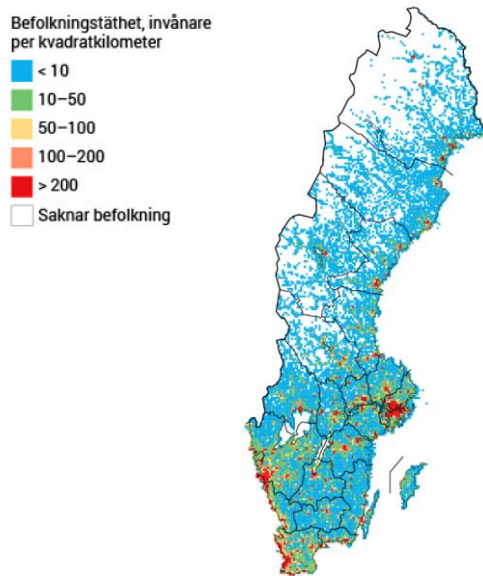 Befolkningstäthet, invånare
per kvadratkilometer
< 10
10–50
50–100
100–200
> 200
Saknar befolkning